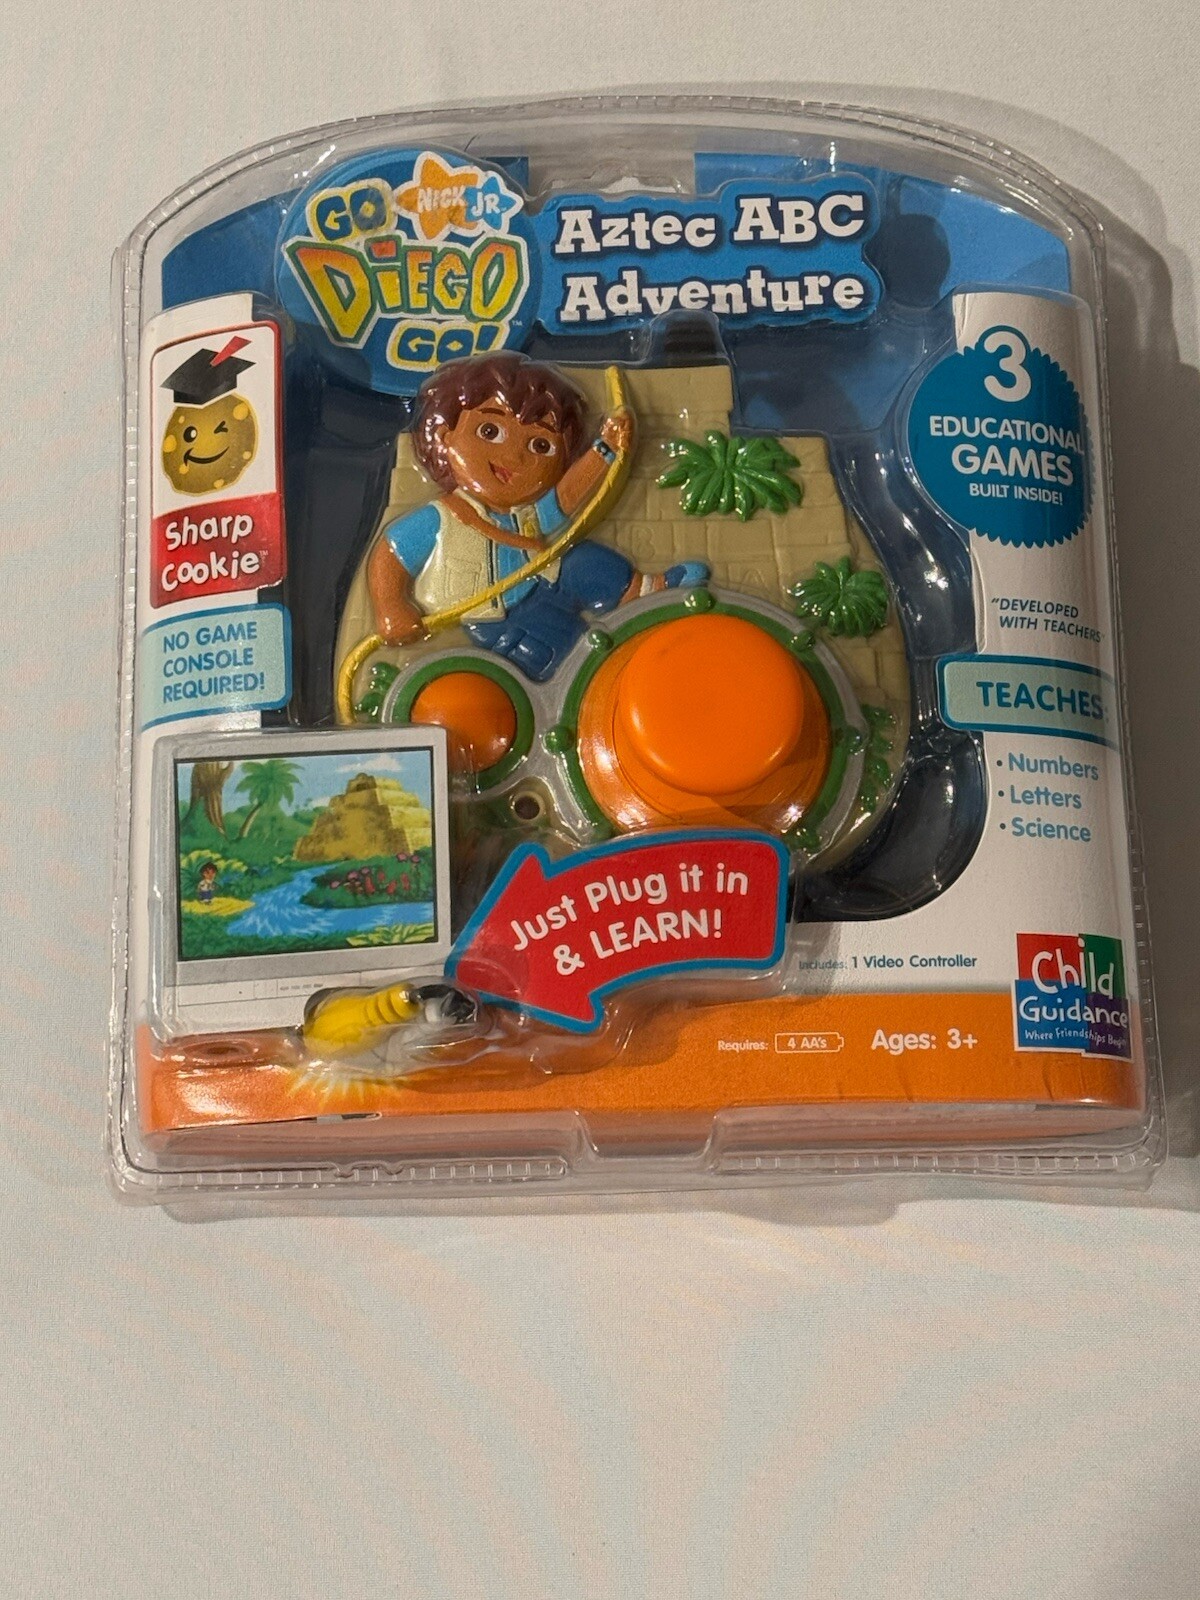 GO
NICK JR.
DiEGO
GO!™
Aztec ABC
Adventure
3
EDUCATIONAL
GAMES
BUILT INSIDE!
Sharp
Cookie™
NO GAME
CONSOLE
REQUIRED!
B
A
"DEVELOPED
WITH TEACHERS"
TEACHES:
• Numbers
• Letters
• Science
Just Plug it in
& LEARN!
Includes: 1 Video Controller
Requires: 4 AA's
Ages: 3+
Child
Guidance
Where Friendships Begin